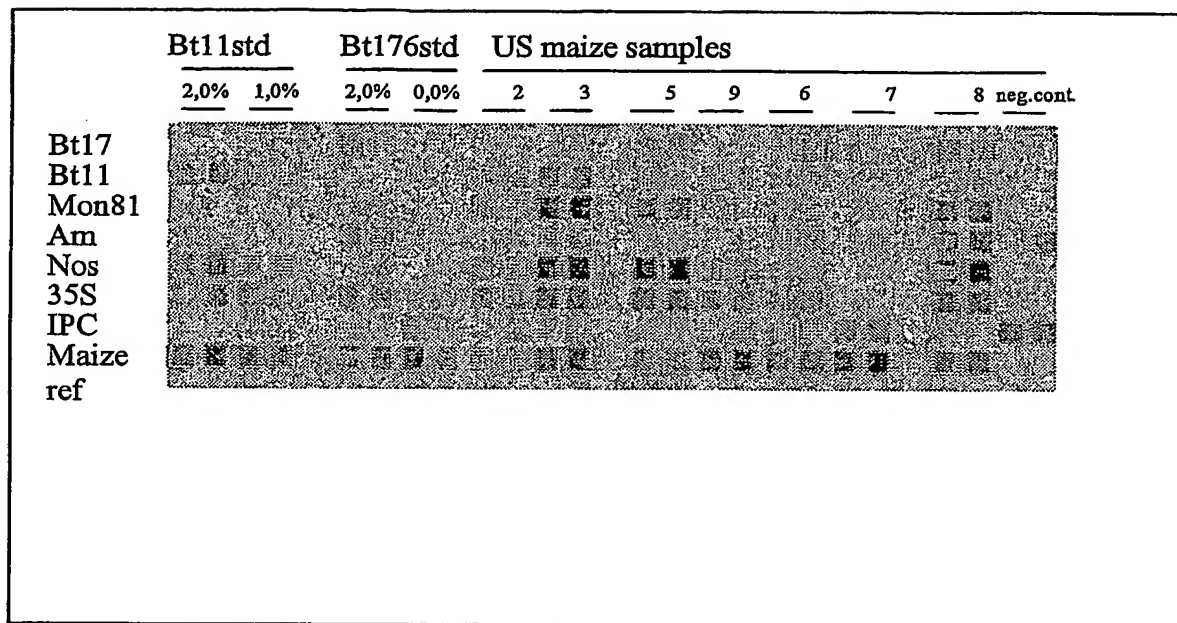 Bt11std Bt176std US maize samples
2,0% 1,0% 2,0% 0,0% 2 3 5 9 6 7 8 neg.cont.
Bt17
Bt11
Mon81
Am
Nos
35S
IPC
Maize
ref